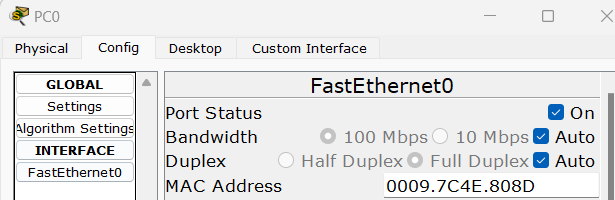 PC0
Physical Config Desktop Custom Interface
GLOBAL
Settings
Algorithm Settings
INTERFACE
FastEthernet0
FastEthernet0
Port Status On
Bandwidth 100 Mbps 10 Mbps Auto
Duplex Half Duplex Full Duplex Auto
MAC Address 0009.7C4E.808D